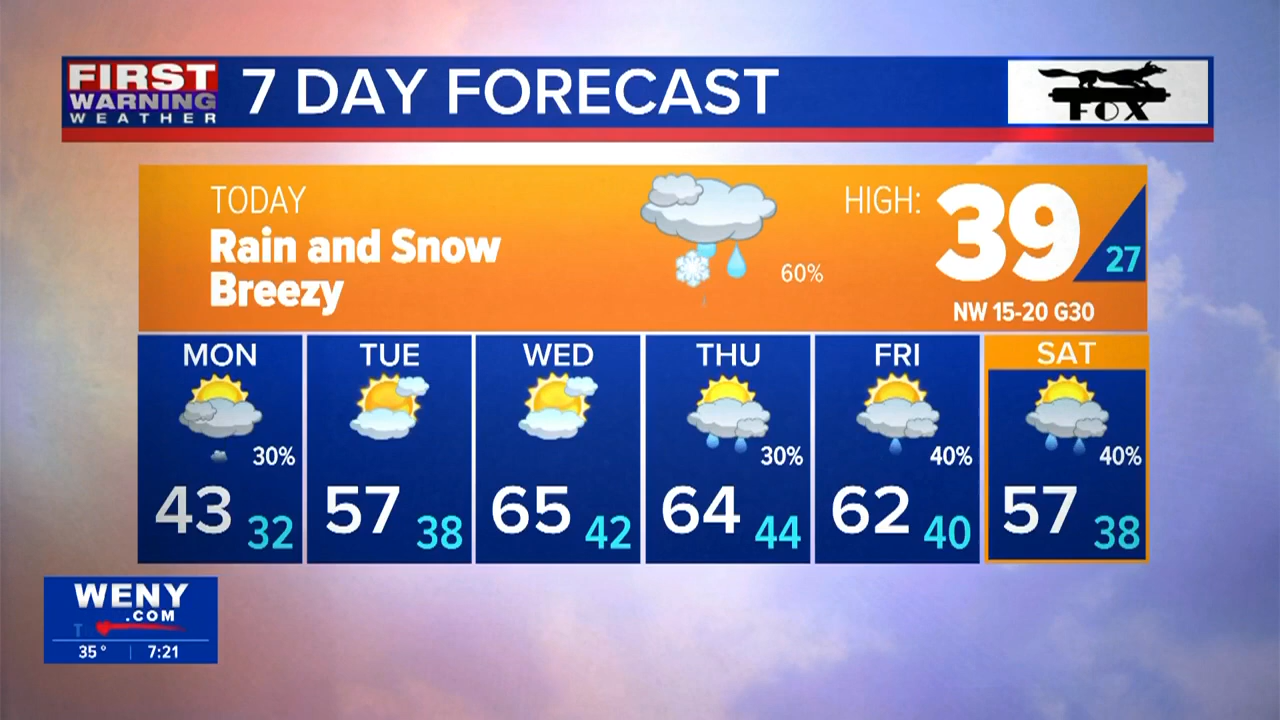 FIRST
WARNING
WEATHER
7 DAY FORECAST
FOX
TODAY
Rain and Snow
Breezy
60%
HIGH:
39
27
NW 15-20 G30
MON
30%
43 32
TUE
57 38
WED
65 42
THU
30%
64 44
FRI
40%
62 40
SAT
40%
57 38
WENY
.COM
35° | 7:21